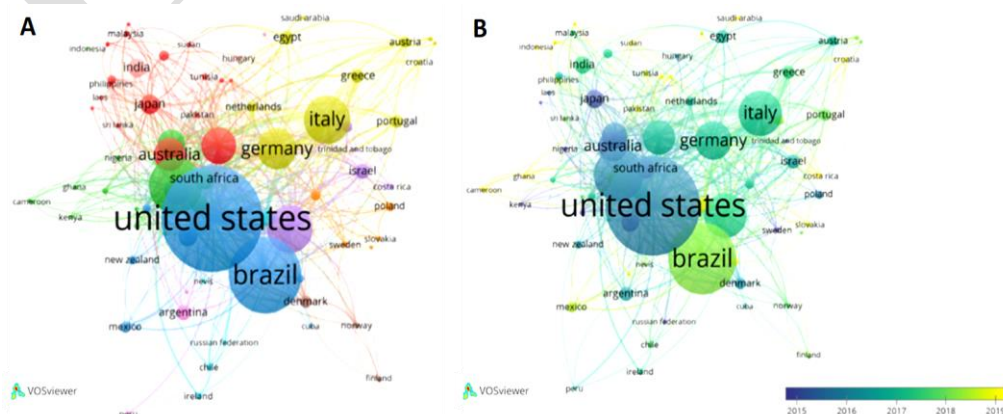 A
saudi arabia
malaysia
egypt
austria
indonesia
sudan
hungary
croatia
india
tunisia
greece
philippines
laos
japan
netherlands
pakistan
italy
portugal
sri lanka
nigeria
australia
germany
trinidad and tobago
south africa
israel
ghana
costa rica
cameroon
kenya
united states
poland
slovakia
sweden
new zealand
brazil
nevis
denmark
argentina
mexico
cuba
norway
russian federation
chile
finland
ireland
peru
VOSviewer
B
saudi arabia
malaysia
egypt
austria
indonesia
sudan
hungary
croatia
india
tunisia
greece
philippines
laos
japan
netherlands
pakistan
italy
portugal
sri lanka
nigeria
australia
germany
trinidad and tobago
south africa
israel
ghana
costa rica
cameroon
kenya
united states
poland
slovakia
sweden
new zealand
brazil
nevis
denmark
argentina
mexico
cuba
norway
russian federation
chile
finland
ireland
peru
VOSviewer
2015 2016 2017 2018 2019